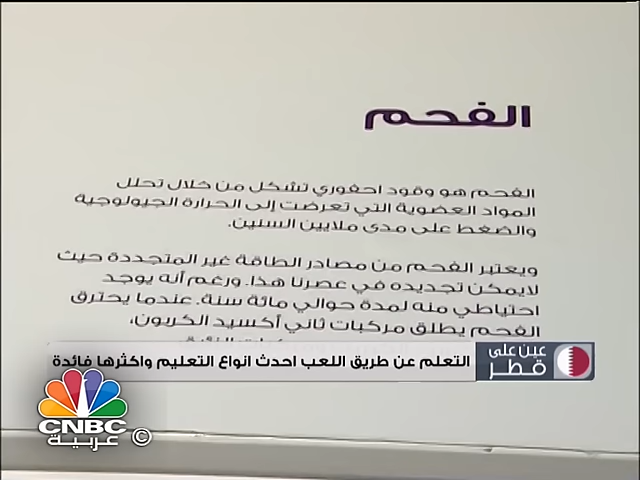 الفحم
الفحم هو وقود احفوري تشكل من خلال تحلل
المواد العضوية التي تعرضت إلى الحرارة الجيولوجية
والضغط على مدى ملايين السنين.
ويعتبر الفحم من مصادر الطاقة غير المتجددة حيث
لايمكن تجديده في عصرنا هذا. ورغم أنه يوجد
احتياطي منه لمدة حوالي مائة سنة. عندما يحترق
الفحم يطلق مركبات ثاني أكسيد الكربون،
عين على
قطر
التعلم عن طريق اللعب احدث انواع التعليم واكثرها فائدة
CNBC
عربية ©